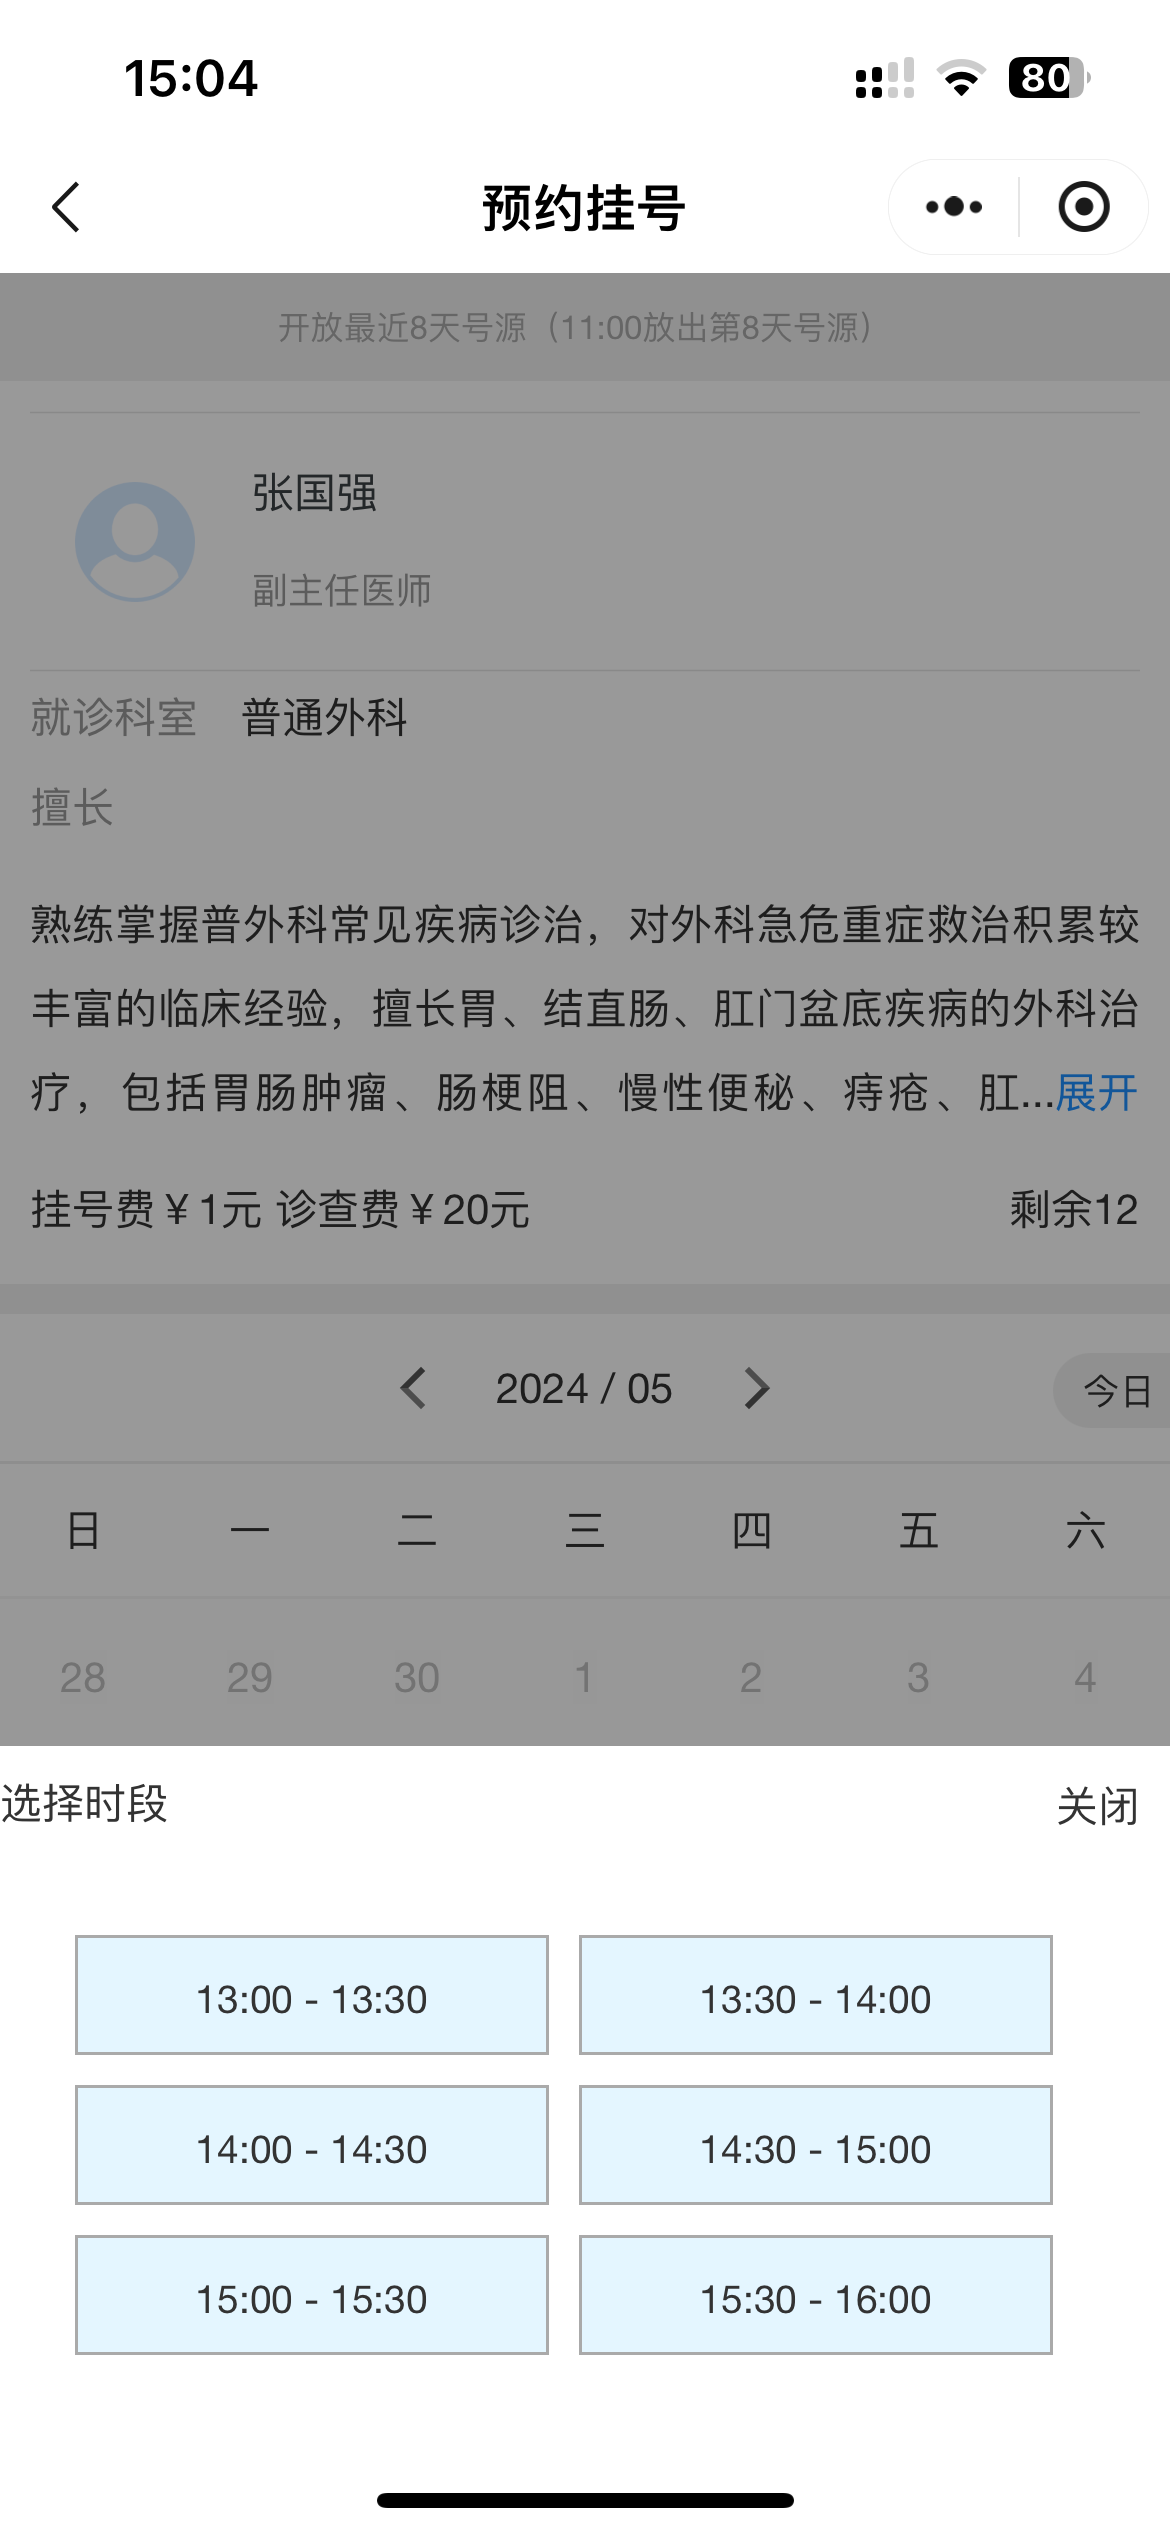 15:04
80
预约挂号
开放最近8天号源（11:00放出第8天号源）
张国强
副主任医师
就诊科室 普通外科
擅长
熟练掌握普外科常见疾病诊治，对外科急危重症救治积累较
丰富的临床经验，擅长胃、结直肠、肛门盆底疾病的外科治
疗，包括胃肠肿瘤、肠梗阻、慢性便秘、痔疮、肛...展开
挂号费￥1元 诊查费￥20元 剩余12
2024 / 05 今日
日 一 二 三 四 五 六
28 29 30 1 2 3 4
选择时段 关闭
13:00 - 13:30 13:30 - 14:00
14:00 - 14:30 14:30 - 15:00
15:00 - 15:30 15:30 - 16:00